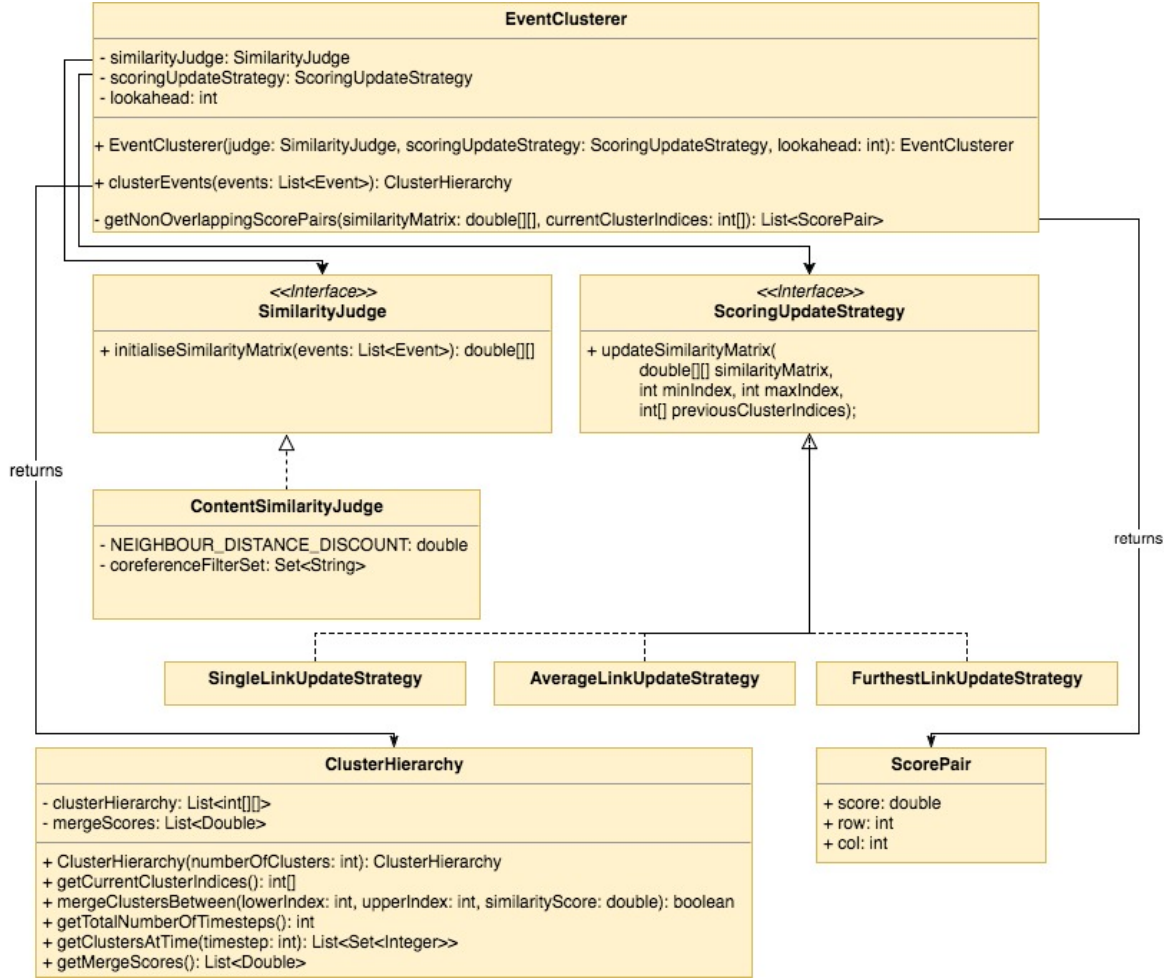 EventClusterer
- similarityJudge: SimilarityJudge
- scoringUpdateStrategy: ScoringUpdateStrategy
- lookahead: int
+ EventClusterer(judge: SimilarityJudge, scoringUpdateStrategy: ScoringUpdateStrategy, lookahead: int): EventClusterer
+ clusterEvents(events: List<Event>): ClusterHierarchy
- getNonOverlappingScorePairs(similarityMatrix: double[][], currentClusterIndices: int[]): List<ScorePair>
<<Interface>>
SimilarityJudge
+ initialiseSimilarityMatrix(events: List<Event>): double[][]
<<Interface>>
ScoringUpdateStrategy
+ updateSimilarityMatrix(
double[][] similarityMatrix,
int minIndex, int maxIndex,
int[] previousClusterIndices);
returns
ContentSimilarityJudge
- NEIGHBOUR_DISTANCE_DISCOUNT: double
- coreferenceFilterSet: Set<String>
returns
SingleLinkUpdateStrategy
AverageLinkUpdateStrategy
FurthestLinkUpdateStrategy
ClusterHierarchy
- clusterHierarchy: List<int[][]>
- mergeScores: List<Double>
+ ClusterHierarchy(numberOfClusters: int): ClusterHierarchy
+ getCurrentClusterIndices(): int[]
+ mergeClustersBetween(lowerIndex: int, upperIndex: int, similarityScore: double): boolean
+ getTotalNumberOfTimesteps(): int
+ getClustersAtTime(timestep: int): List<Set<Integer>>
+ getMergeScores(): List<Double>
ScorePair
+ score: double
+ row: int
+ col: int